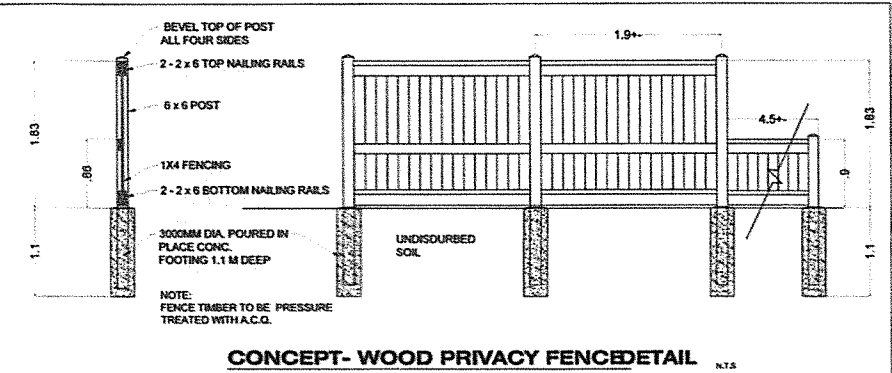 BEVEL TOP OF POST
ALL FOUR SIDES
2 - 2 x 6 TOP NAILING RAILS
6 x 6 POST
1X4 FENCING
2 - 2 x 6 BOTTOM NAILING RAILS
3000MM DIA. POURED IN
PLACE CONC.
FOOTING 1.1 M DEEP
NOTE:
FENCE TIMBER TO BE PRESSURE
TREATED WITH A.C.Q.
1.83
.86
1.1
1.9+-
4.5+-
1.83
.9
1.1
UNDISDURBED
SOIL
CONCEPT- WOOD PRIVACY FENCEDETAIL
N.T.S